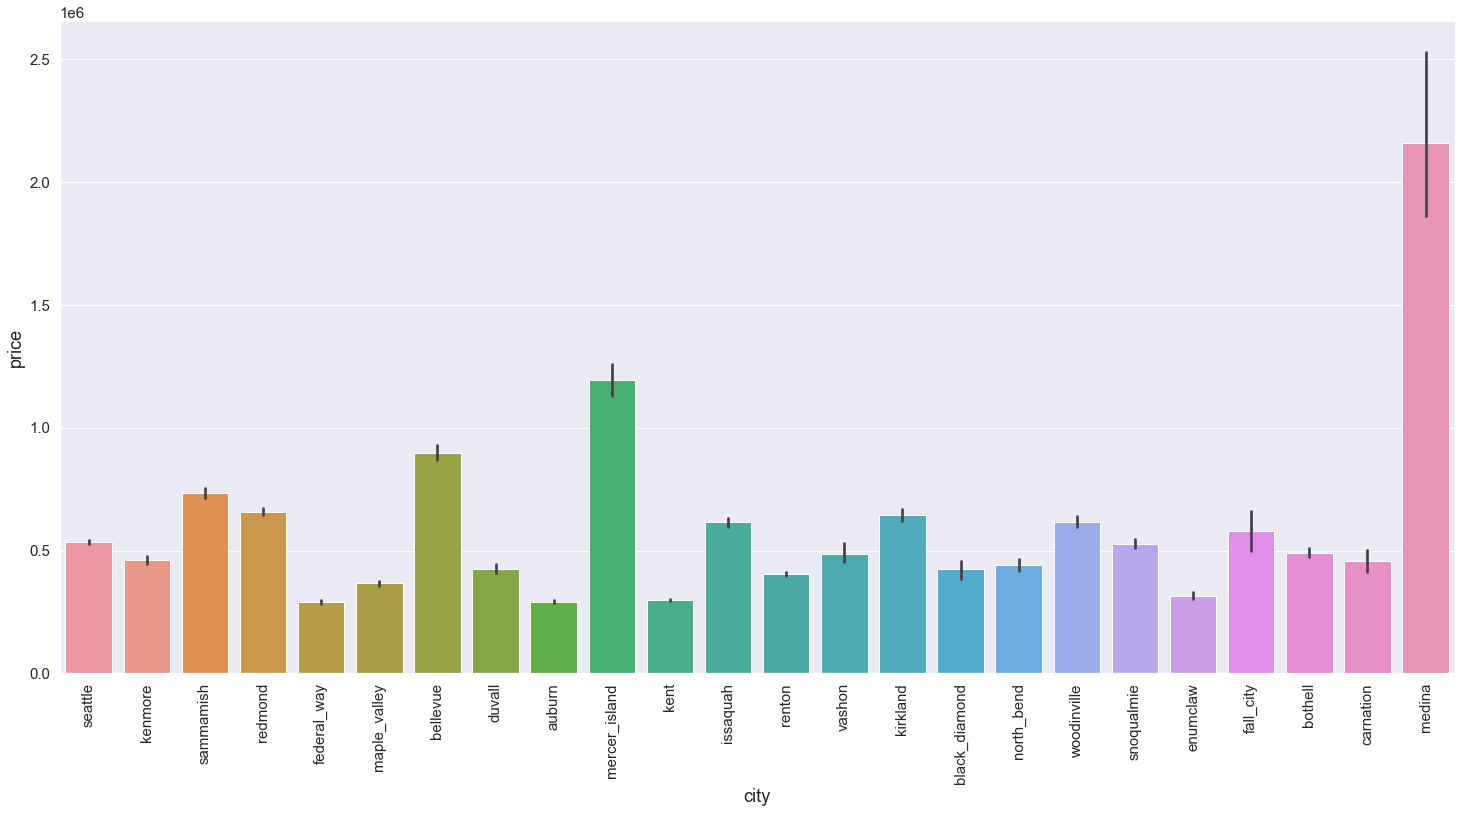 1e6
2.5
2.0
1.5
1.0
0.5
0.0
price
seattle
kenmore
sammamish
redmond
federal_way
maple_valley
bellevue
duvall
auburn
mercer_island
kent
issaquah
renton
vashon
kirkland
black_diamond
north_bend
woodinville
snoqualmie
enumclaw
fall_city
bothell
carnation
medina
city